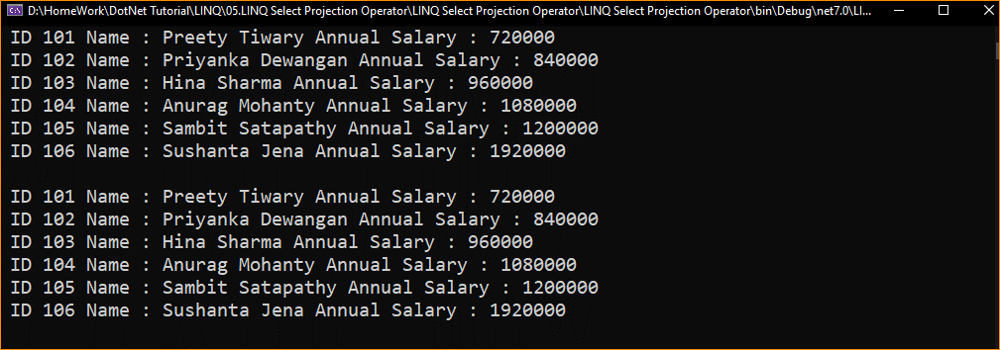 D:\HomeWork\DotNet Tutorial\LINQ\05.LINQ Select Projection Operator\LINQ Select Projection Operator\LINQ Select Projection Operator\bin\Debug\net7.0\LI...
ID 101 Name : Preety Tiwary Annual Salary : 720000
ID 102 Name : Priyanka Dewangan Annual Salary : 840000
ID 103 Name : Hina Sharma Annual Salary : 960000
ID 104 Name : Anurag Mohanty Annual Salary : 1080000
ID 105 Name : Sambit Satapathy Annual Salary : 1200000
ID 106 Name : Sushanta Jena Annual Salary : 1920000
ID 101 Name : Preety Tiwary Annual Salary : 720000
ID 102 Name : Priyanka Dewangan Annual Salary : 840000
ID 103 Name : Hina Sharma Annual Salary : 960000
ID 104 Name : Anurag Mohanty Annual Salary : 1080000
ID 105 Name : Sambit Satapathy Annual Salary : 1200000
ID 106 Name : Sushanta Jena Annual Salary : 1920000